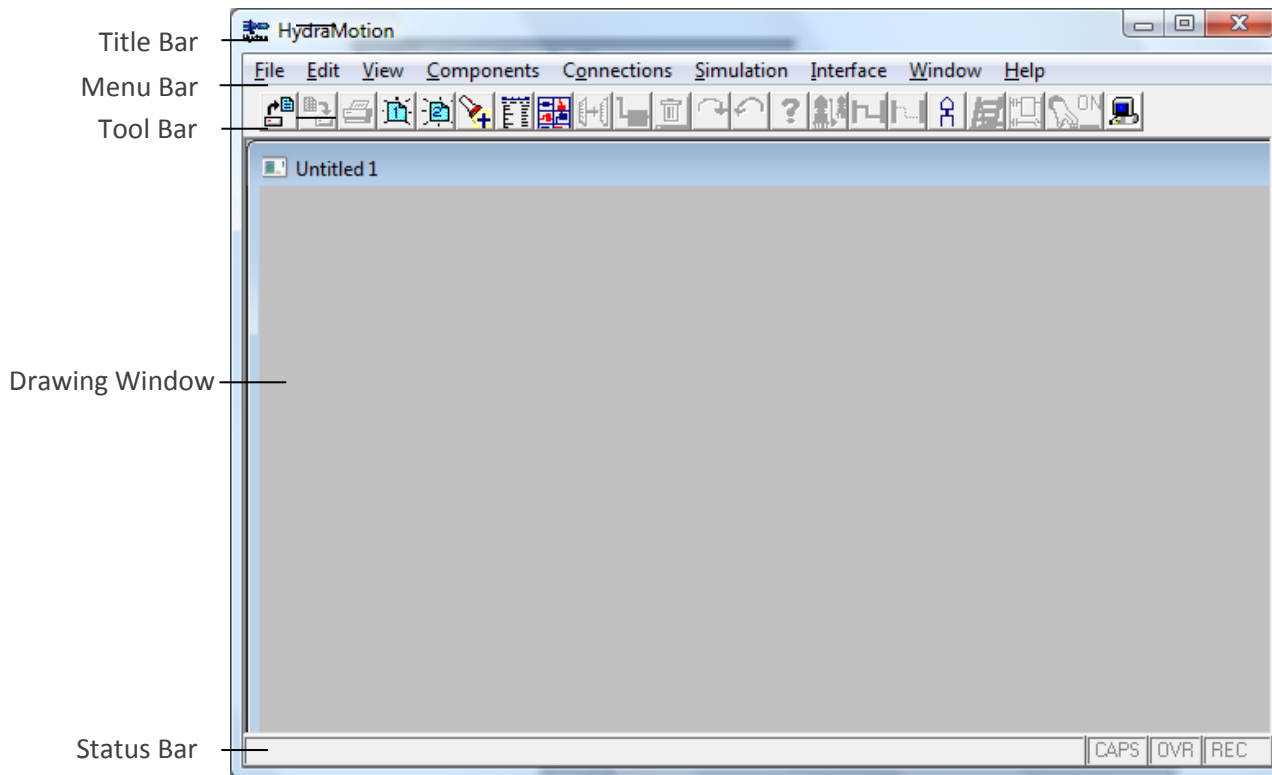 Title Bar
HydraMotion
Menu Bar
File Edit View Components Connections Simulation Interface Window Help
Tool Bar
ON
Untitled 1
Drawing Window
Status Bar
CAPS OVR REC